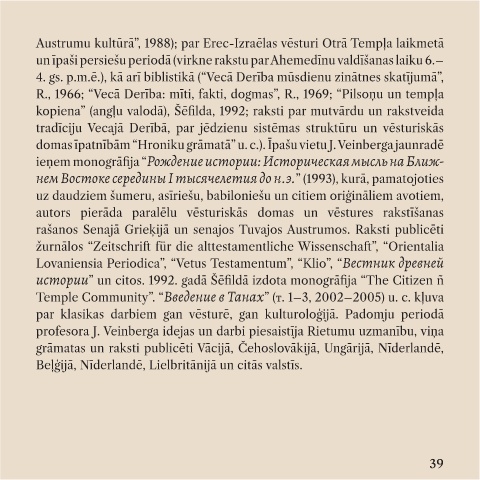 Austrumu kultūrā”, 1988); par Erec-Izraēlas vēsturi Otrā Tempļa laikmetā
un īpaši persiešu periodā (virkne rakstu par Ahemedīnu valdīšanas laiku 6.–
4. gs. p.m.ē.), kā arī biblistikā (“Vecā Derība mūsdienu zinātnes skatījumā”,
R., 1966; “Vecā Derība: mīti, fakti, dogmas”, R., 1969; “Pilsoņu un tempļa
kopiena” (angļu valodā), Šēfilda, 1992; raksti par mutvārdu un rakstveida
tradīciju Vecajā Derībā, par jēdzienu sistēmas struktūru un vēsturiskās
domas īpatnībām “Hroniku grāmatā” u. c.). Īpašu vietu J. Veinberga jaunradē
ieņem monogrāfija “Рождение истории: Историческая мысль на Ближ-
нем Востоке середины I тысячелетия до н. э.” (1993), kurā, pamatojoties
uz daudziem šumeru, asīriešu, babiloniešu un citiem oriģināliem avotiem,
autors pierāda paralēlu vēsturiskās domas un vēstures rakstīšanas
rašanos Senajā Grieķijā un senajos Tuvajos Austrumos. Raksti publicēti
žurnālos “Zeitschrift für die alttestamentliche Wissenschaft”, “Orientalia
Lovaniensia Periodica”, “Vetus Testamentum”, “Klio”, “Вестник древней
истории” un citos. 1992. gadā Šēfildā izdota monogrāfija “The Citizen ñ
Temple Community”. “Введение в Танах” (т. 1–3, 2002–2005) u. c. kļuva
par klasikas darbiem gan vēsturē, gan kulturoloģijā. Padomju periodā
profesora J. Veinberga idejas un darbi piesaistīja Rietumu uzmanību, viņa
grāmatas un raksti publicēti Vācijā, Čehoslovākijā, Ungārijā, Nīderlandē,
Beļģijā, Nīderlandē, Lielbritānijā un citās valstīs.
39